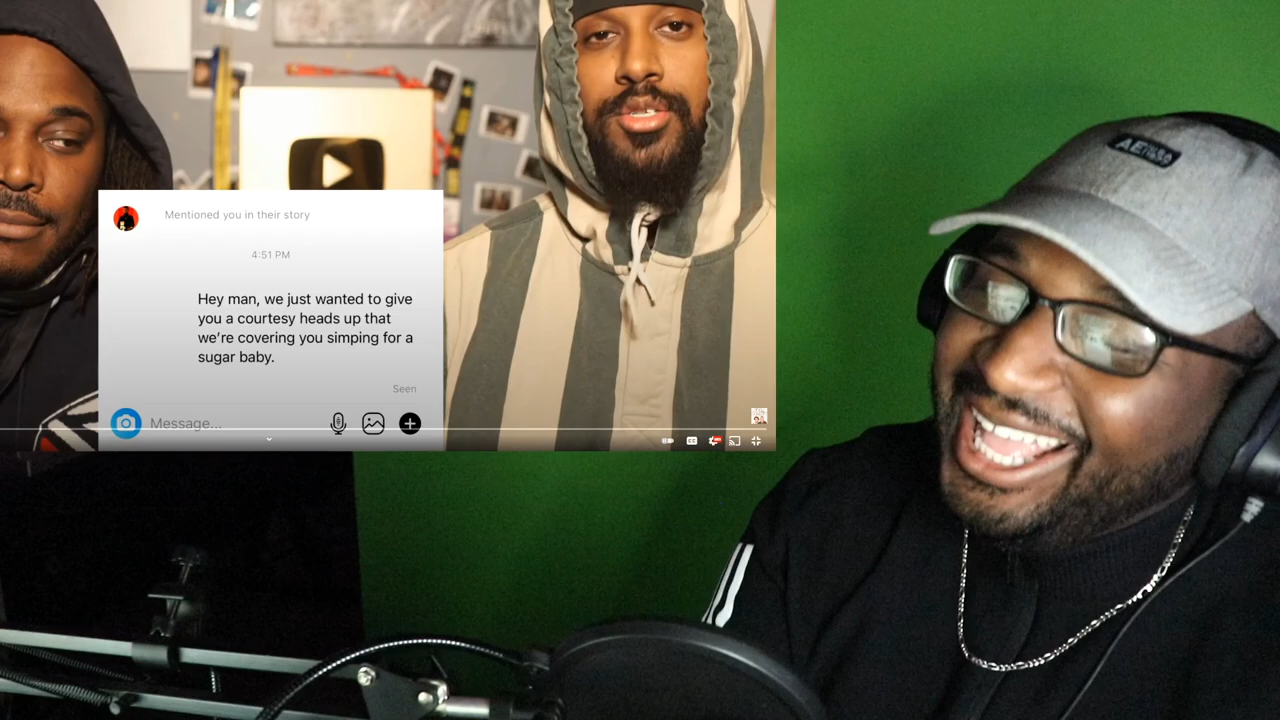 Mentioned you in their story
4:51 PM
Hey man, we just wanted to give
you a courtesy heads up that
we're covering you simping for a
sugar baby.
Seen
Message...
CC